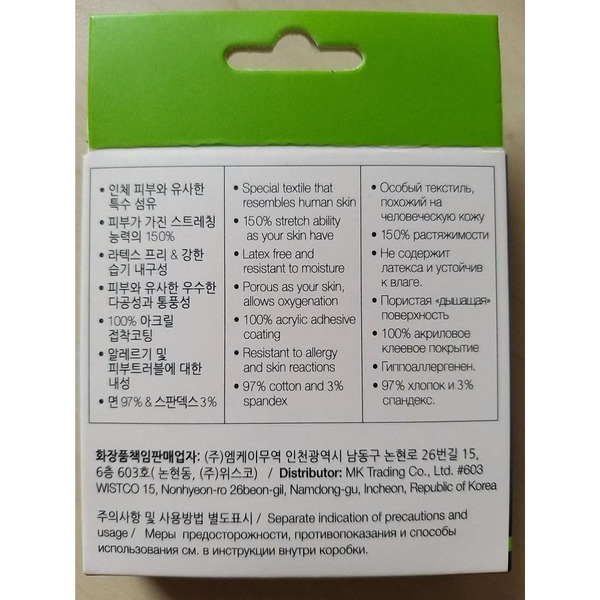 • 인체 피부와 유사한
특수 섬유
• 피부가 가진 스트레칭
능력의 150%
• 라텍스 프리 & 강한
습기 내구성
• 피부와 유사한 우수한
다공성과 통풍성
• 100% 아크릴
접착코팅
• 알레르기 및
피부트러블에 대한
내성
• 면 97% & 스판덱스 3%
• Special textile that
resembles human skin
• 150% stretch ability
as your skin have
• Latex free and
resistant to moisture
• Porous as your skin,
allows oxygenation
• 100% acrylic adhesive
coating
• Resistant to allergy
and skin reactions
• 97% cotton and 3%
spandex
• Особый текстиль,
похожий на
человеческую кожу
• 150% растяжимости
• Не содержит
латекса и устойчив
к влаге.
• Пористая «дышащая»
поверхность
• 100% акриловое
клеевое покрытие
• Гиппоаллергенен.
• 97% хлопок и 3%
спандекс.
화장품책임판매업자: (주)엠케이무역 인천광역시 남동구 논현로 26번길 15,
6층 603호( 논현동, (주)위스코) / Distributor: MK Trading Co., Ltd. #603
WISTCO 15, Nonhyeon-ro 26beon-gil, Namdong-gu, Incheon, Republic of Korea
주의사항 및 사용방법 별도표시 / Separate indication of precautions and
usage / Меры предосторожности, противопоказания и способы
использования см. в инструкции внутри коробки.